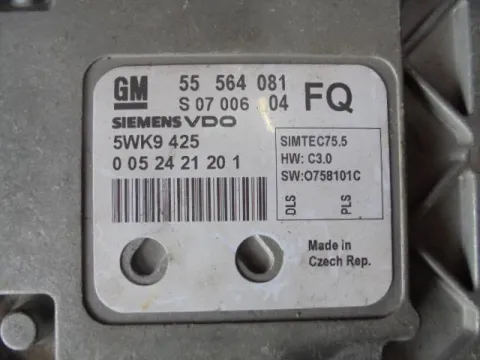 GM 55 564 081
S 07 006 04 FQ
SIEMENS VDO
5WK9 425
0 05 24 21 20 1
SIMTEC75.5
HW: C3.0
SW:O758101C
DLS PLS
Made in
Czech Rep.